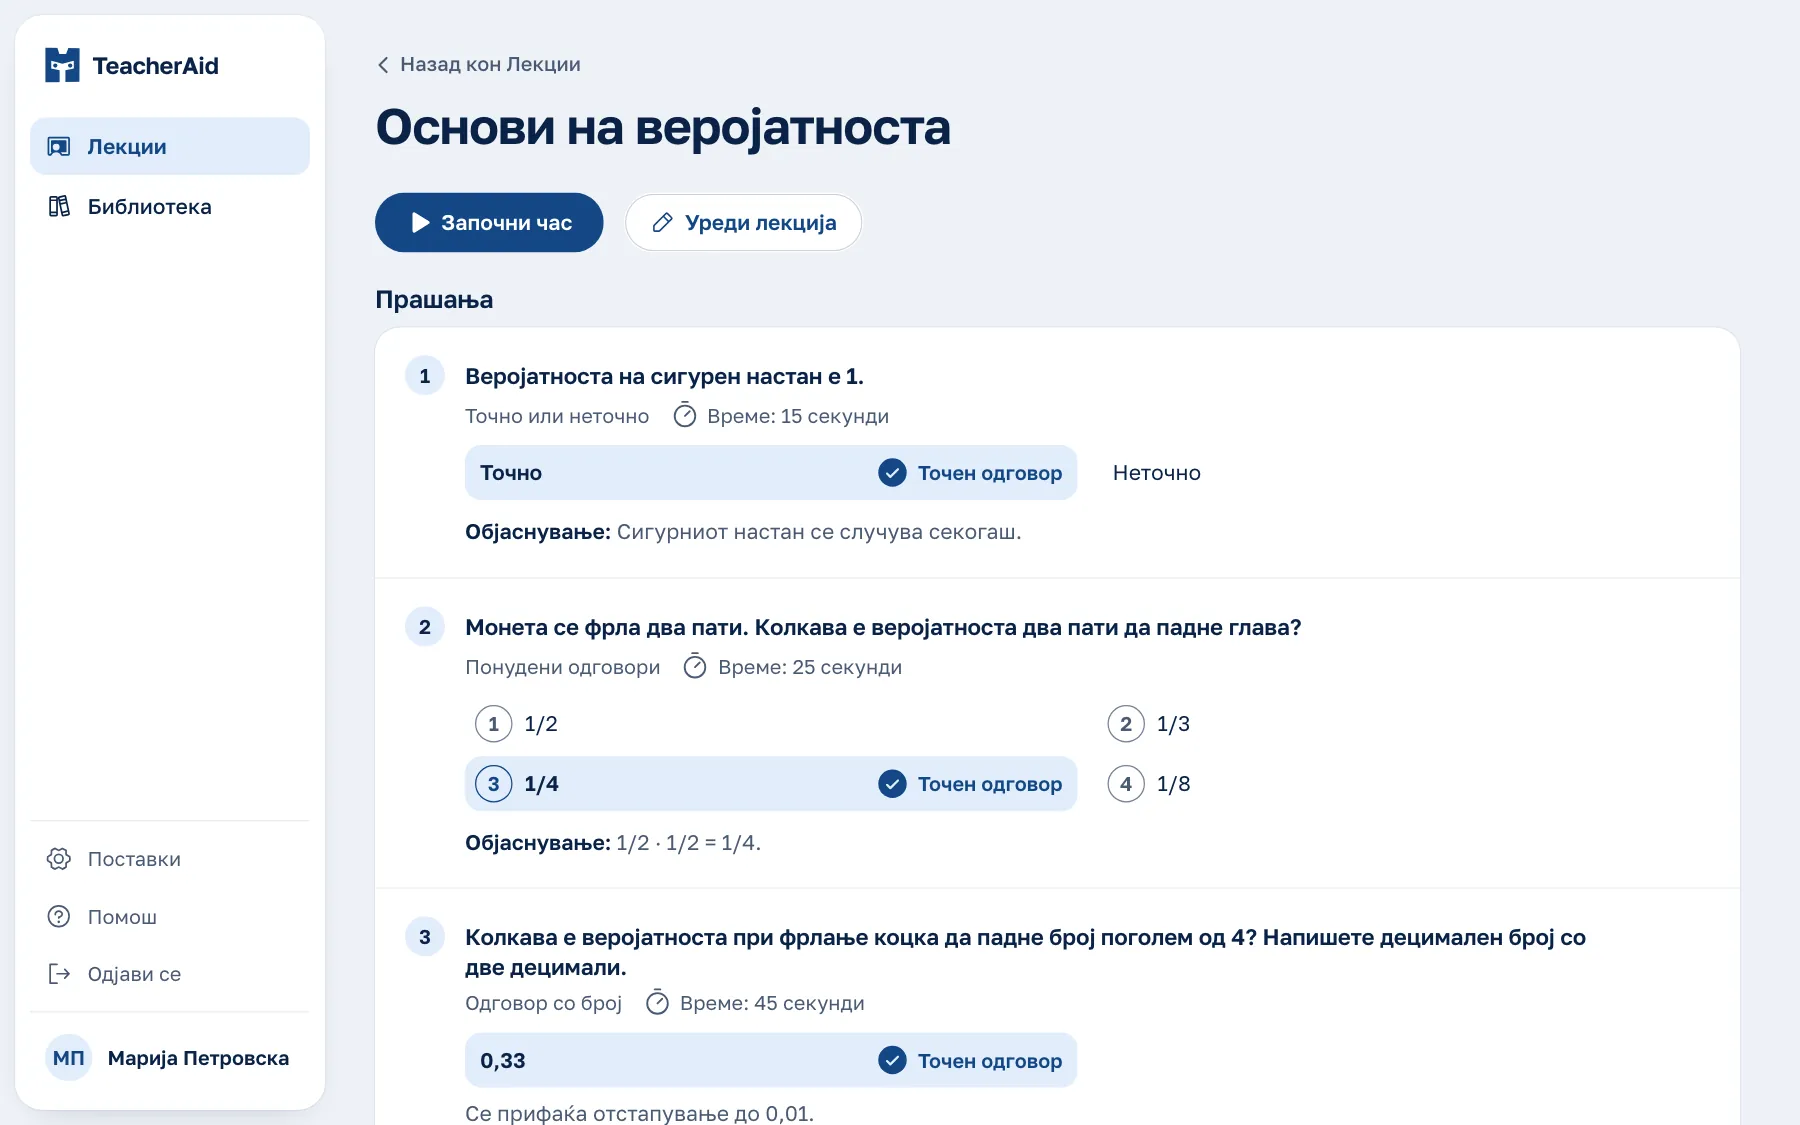 TeacherAid
Лекции
Библиотека
Поставки
Помош
Одјави се
МП Марија Петровска
Назад кон Лекции
Основи на веројатноста
Започни час
Уреди лекција
Прашања
1 Веројатноста на сигурен настан е 1.
Точно или неточно Време: 15 секунди
Точно Точен одговор Неточно
Објаснување: Сигурниот настан се случува секогаш.
2 Монета се фрла два пати. Колкава е веројатноста два пати да падне глава?
Понудени одговори Време: 25 секунди
1 1/2 2 1/3
3 1/4 Точен одговор 4 1/8
Објаснување: 1/2 · 1/2 = 1/4.
3 Колкава е веројатноста при фрлање коцка да падне број поголем од 4? Напишете децимален број со
две децимали.
Одговор со број Време: 45 секунди
0,33 Точен одговор
Се прифаќа отстапување до 0,01.